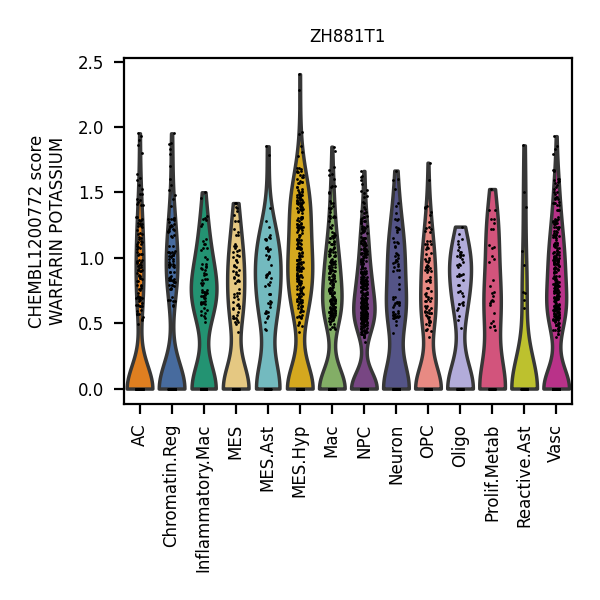 ZH881T1
CHEMBL1200772 score
WARFARIN POTASSIUM
2.5
2.0
1.5
1.0
0.5
0.0
AC
Chromatin.Reg
Inflammatory.Mac
MES
MES.Ast
MES.Hyp
Mac
NPC
Neuron
OPC
Oligo
Prolif.Metab
Reactive.Ast
Vasc